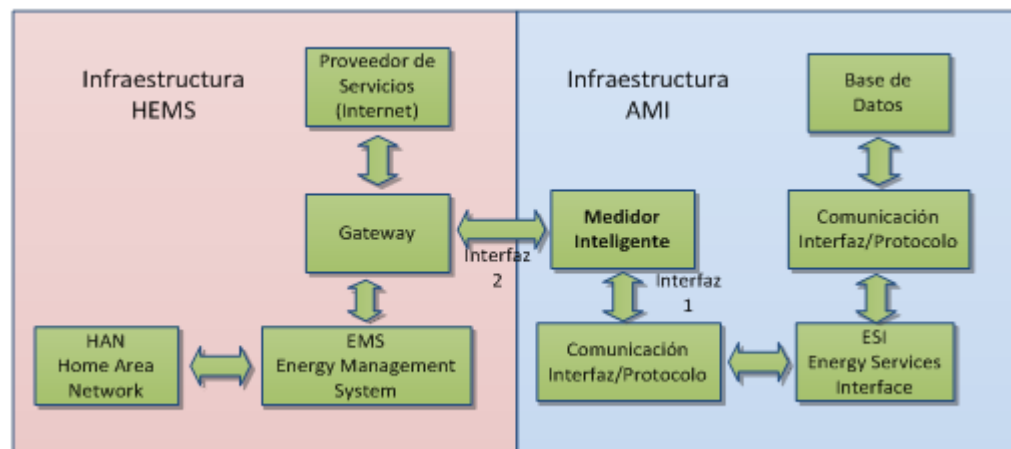 Infraestructura
HEMS
Proveedor de
Servicios
(Internet)
Gateway
Interfaz
2
HAN
Home Area
Network
EMS
Energy Management
System
Infraestructura
AMI
Base de
Datos
Medidor
Inteligente
Comunicación
Interfaz/Protocolo
Interfaz
1
Comunicación
Interfaz/Protocolo
ESI
Energy Services
Interface